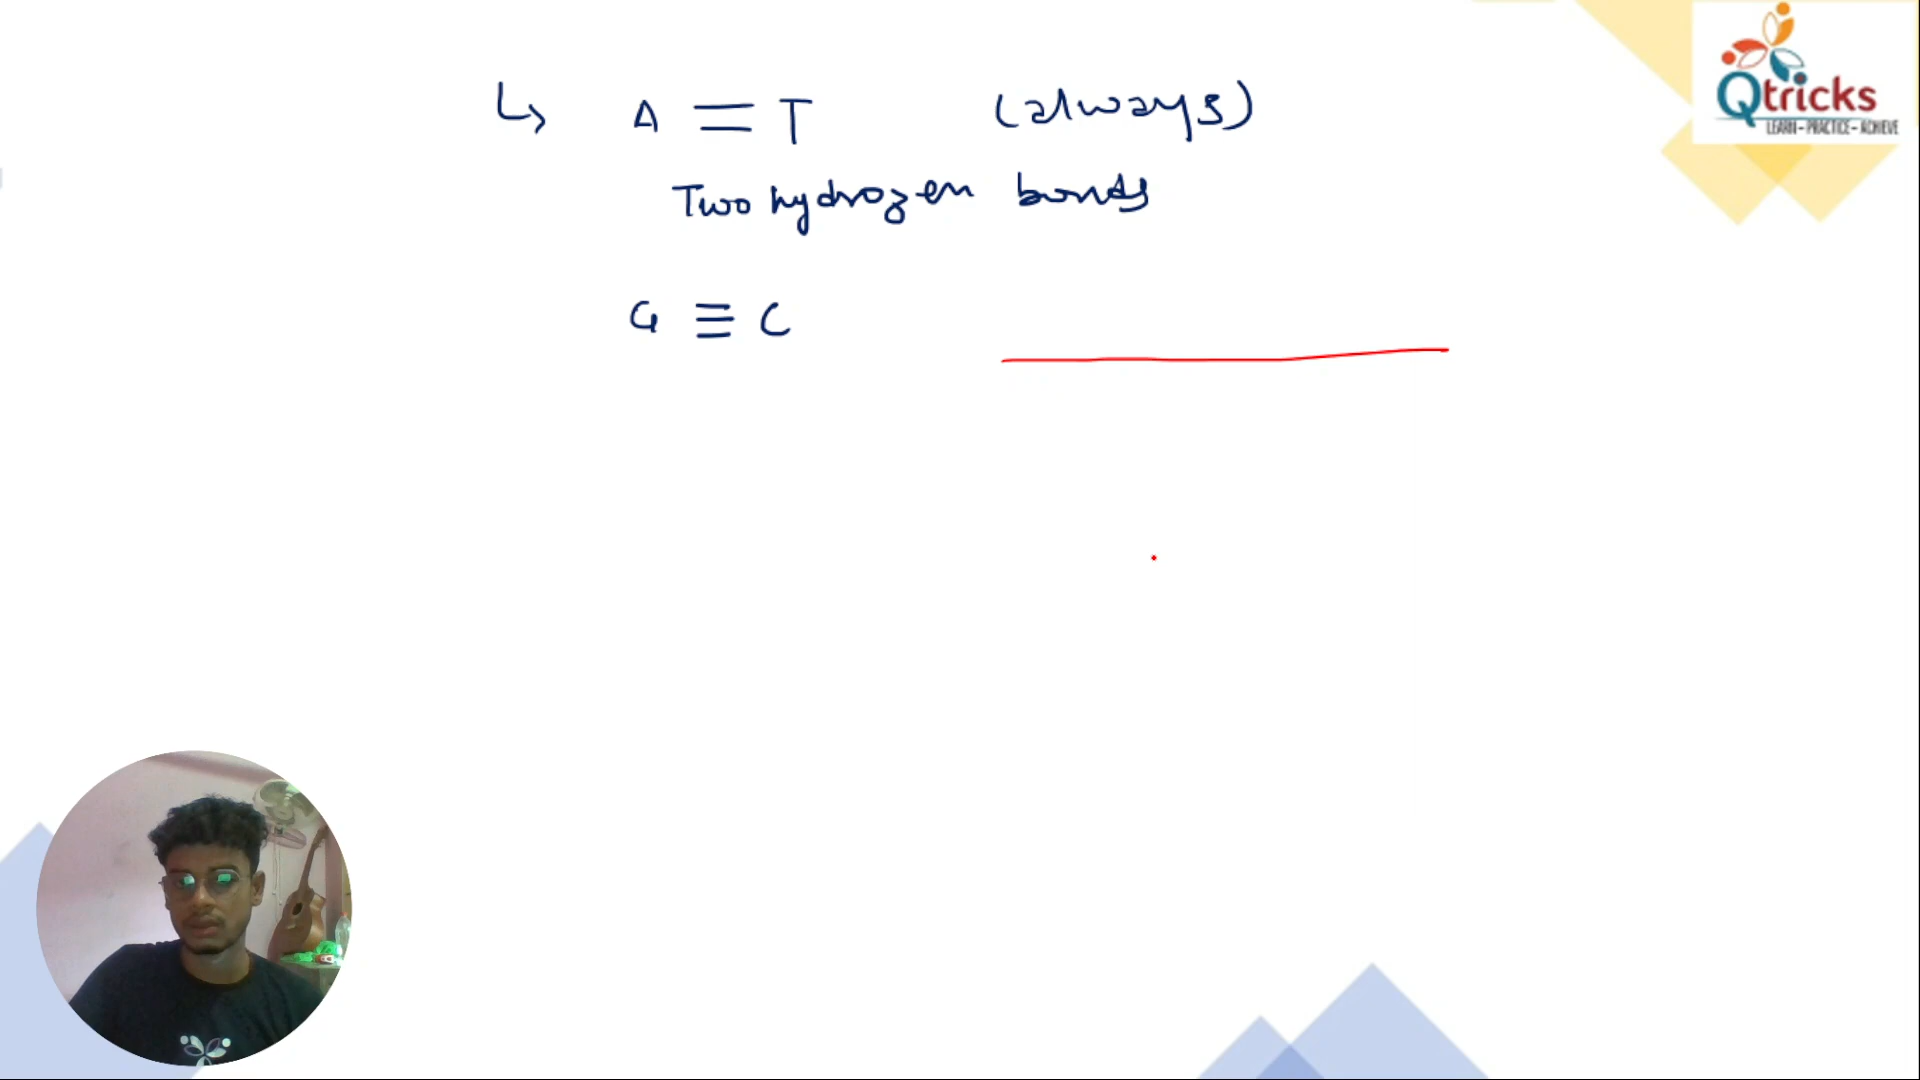 ↳ A = T (always)
Two hydrogen bonds
G ≡ C
Qtricks
LEARN - PRACTICE - ACHIEVE